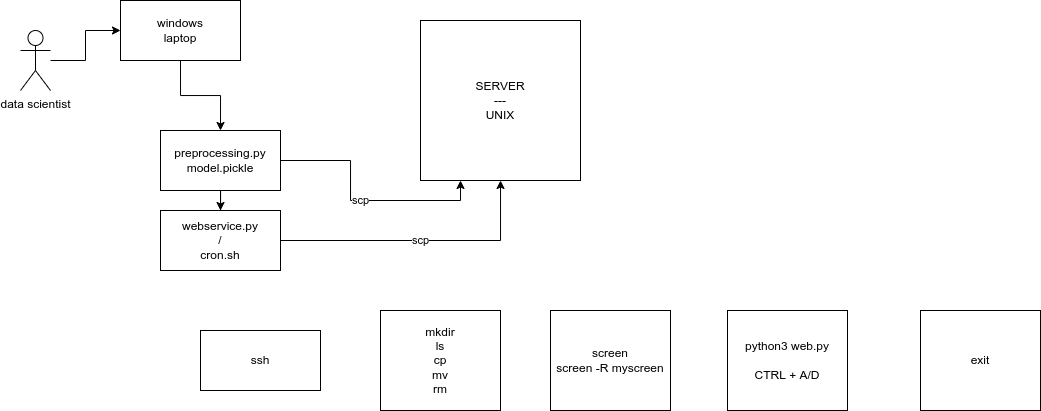 windows
laptop
data scientist
SERVER
---
UNIX
preprocessing.py
model.pickle
scp
webservice.py
/
cron.sh
scp
ssh
mkdir
ls
cp
mv
rm
screen
screen -R myscreen
python3 web.py
CTRL + A/D
exit